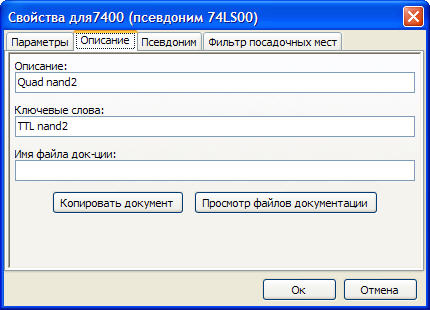 Свойства для7400 (псевдоним 74LS00)
Параметры Описание Псевдоним Фильтр посадочных мест
Описание:
Quad nand2
Ключевые слова:
TTL nand2
Имя файла док-ции:
Копировать документ Просмотр файлов документации
Ок Отмена